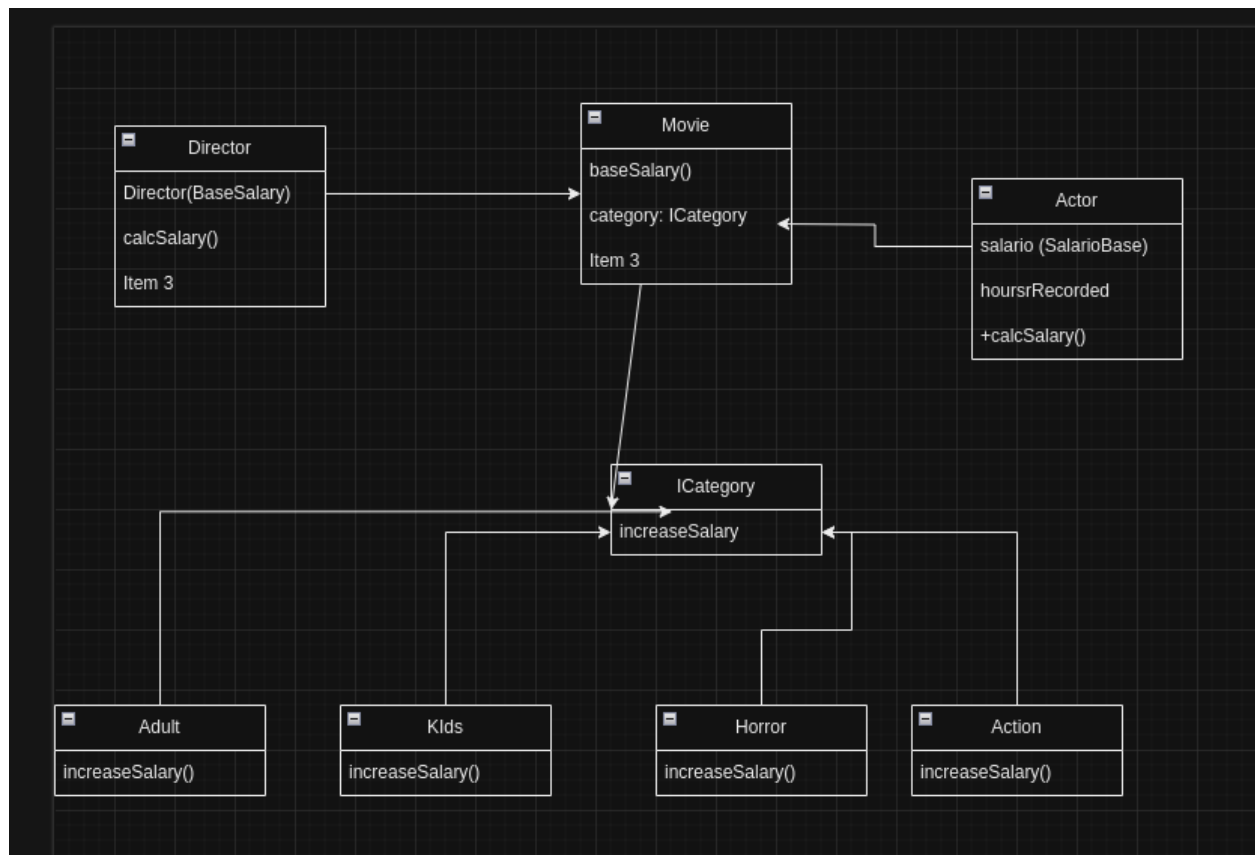 Director
Director(BaseSalary)
calcSalary()
Item 3
Movie
baseSalary()
category: ICategory
Item 3
Actor
salario (SalarioBase)
hoursrRecorded
+calcSalary()
ICategory
increaseSalary
Adult
increaseSalary()
KIds
increaseSalary()
Horror
increaseSalary()
Action
increaseSalary()